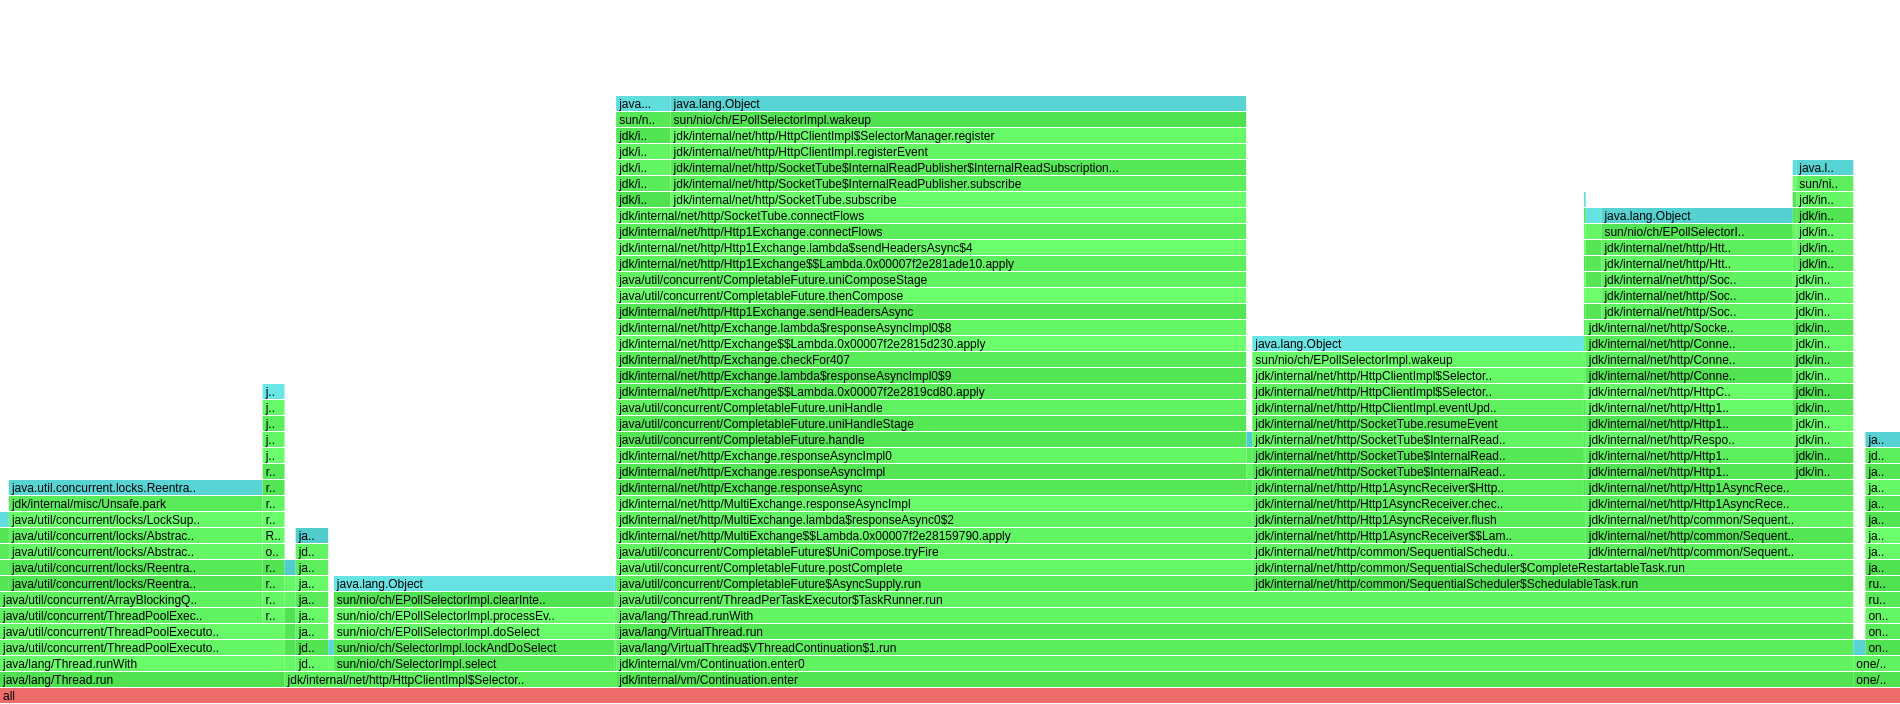 java... java.lang.Object
sun/n.. sun/nio/ch/EPollSelectorImpl.wakeup
jdk/i.. jdk/internal/net/http/HttpClientImpl$SelectorManager.register
jdk/i.. jdk/internal/net/http/HttpClientImpl.registerEvent
jdk/i.. jdk/internal/net/http/SocketTube$InternalReadPublisher$InternalReadSubscription... java.l..
jdk/i.. jdk/internal/net/http/SocketTube$InternalReadPublisher.subscribe sun/ni..
jdk/i.. jdk/internal/net/http/SocketTube.subscribe jdk/in..
jdk/internal/net/http/SocketTube.connectFlows java.lang.Object jdk/in..
jdk/internal/net/http/Http1Exchange.connectFlows sun/nio/ch/EPollSelectorI.. jdk/in..
jdk/internal/net/http/Http1Exchange.lambda$sendHeadersAsync$4 jdk/internal/net/http/Htt.. jdk/in..
jdk/internal/net/http/Http1Exchange$$Lambda.0x00007f2e281ade10.apply jdk/internal/net/http/Htt.. jdk/in..
java/util/concurrent/CompletableFuture.uniComposeStage jdk/internal/net/http/Soc.. jdk/in..
java/util/concurrent/CompletableFuture.thenCompose jdk/internal/net/http/Soc.. jdk/in..
jdk/internal/net/http/Http1Exchange.sendHeadersAsync jdk/internal/net/http/Soc.. jdk/in..
jdk/internal/net/http/Exchange.lambda$responseAsyncImpl0$8 jdk/internal/net/http/Socke.. jdk/in..
jdk/internal/net/http/Exchange$$Lambda.0x00007f2e2815d230.apply java.lang.Object jdk/internal/net/http/Conne.. jdk/in..
jdk/internal/net/http/Exchange.checkFor407 sun/nio/ch/EPollSelectorImpl.wakeup jdk/internal/net/http/Conne.. jdk/in..
jdk/internal/net/http/Exchange.lambda$responseAsyncImpl0$9 jdk/internal/net/http/HttpClientImpl$Selector.. jdk/internal/net/http/Conne.. jdk/in..
j.. jdk/internal/net/http/Exchange$$Lambda.0x00007f2e2819cd80.apply jdk/internal/net/http/HttpClientImpl$Selector.. jdk/internal/net/http/HttpC.. jdk/in..
j.. java/util/concurrent/CompletableFuture.uniHandle jdk/internal/net/http/HttpClientImpl.eventUpd.. jdk/internal/net/http/Http1.. jdk/in..
j.. java/util/concurrent/CompletableFuture.uniHandleStage jdk/internal/net/http/SocketTube.resumeEvent jdk/internal/net/http/Http1.. jdk/in..
j.. java/util/concurrent/CompletableFuture.handle jdk/internal/net/http/SocketTube$InternalRead.. jdk/internal/net/http/Respo.. jdk/in.. ja..
j.. jdk/internal/net/http/Exchange.responseAsyncImpl0 jdk/internal/net/http/SocketTube$InternalRead.. jdk/internal/net/http/Http1.. jdk/in.. jd..
r.. jdk/internal/net/http/Exchange.responseAsyncImpl jdk/internal/net/http/SocketTube$InternalRead.. jdk/internal/net/http/Http1.. jdk/in.. ja..
java.util.concurrent.locks.Reentra.. r.. jdk/internal/net/http/Exchange.responseAsync jdk/internal/net/http/Http1AsyncReceiver$Http.. jdk/internal/net/http/Http1AsyncRece.. ja..
jdk/internal/misc/Unsafe.park r.. jdk/internal/net/http/MultiExchange.responseAsyncImpl jdk/internal/net/http/Http1AsyncReceiver.chec.. jdk/internal/net/http/Http1AsyncRece.. ja..
java/util/concurrent/locks/LockSup.. r.. jdk/internal/net/http/MultiExchange.lambda$responseAsync0$2 jdk/internal/net/http/Http1AsyncReceiver.flush jdk/internal/net/http/common/Sequent.. ja..
java/util/concurrent/locks/Abstrac.. R.. ja.. jdk/internal/net/http/MultiExchange$$Lambda.0x00007f2e28159790.apply jdk/internal/net/http/Http1AsyncReceiver$$Lam.. jdk/internal/net/http/common/Sequent.. ja..
java/util/concurrent/locks/Abstrac.. o.. jd.. java/util/concurrent/CompletableFuture$UniCompose.tryFire jdk/internal/net/http/common/SequentialSchedu.. jdk/internal/net/http/common/Sequent.. ja..
java/util/concurrent/locks/Reentra.. r.. ja.. java/util/concurrent/CompletableFuture.postComplete jdk/internal/net/http/common/SequentialScheduler$CompleteRestartableTask.run ja..
java/util/concurrent/locks/Reentra.. r.. ja.. java.lang.Object java/util/concurrent/CompletableFuture$AsyncSupply.run jdk/internal/net/http/common/SequentialScheduler$SchedulableTask.run ru..
java/util/concurrent/ArrayBlockingQ.. r.. ja.. sun/nio/ch/EPollSelectorImpl.clearInte.. java/util/concurrent/ThreadPerTaskExecutor$TaskRunner.run ru..
java/util/concurrent/ThreadPoolExec.. r.. ja.. sun/nio/ch/EPollSelectorImpl.processEv.. java/lang/Thread.runWith on..
java/util/concurrent/ThreadPoolExecuto.. ja.. sun/nio/ch/EPollSelectorImpl.doSelect java/lang/VirtualThread.run on..
java/util/concurrent/ThreadPoolExecuto.. jd.. sun/nio/ch/SelectorImpl.lockAndDoSelect java/lang/VirtualThread$VThreadContinuation$1.run on..
java/lang/Thread.runWith jd.. sun/nio/ch/SelectorImpl.select jdk/internal/vm/Continuation.enter0 one/..
java/lang/Thread.run jdk/internal/net/http/HttpClientImpl$Selector.. jdk/internal/vm/Continuation.enter one/..
all